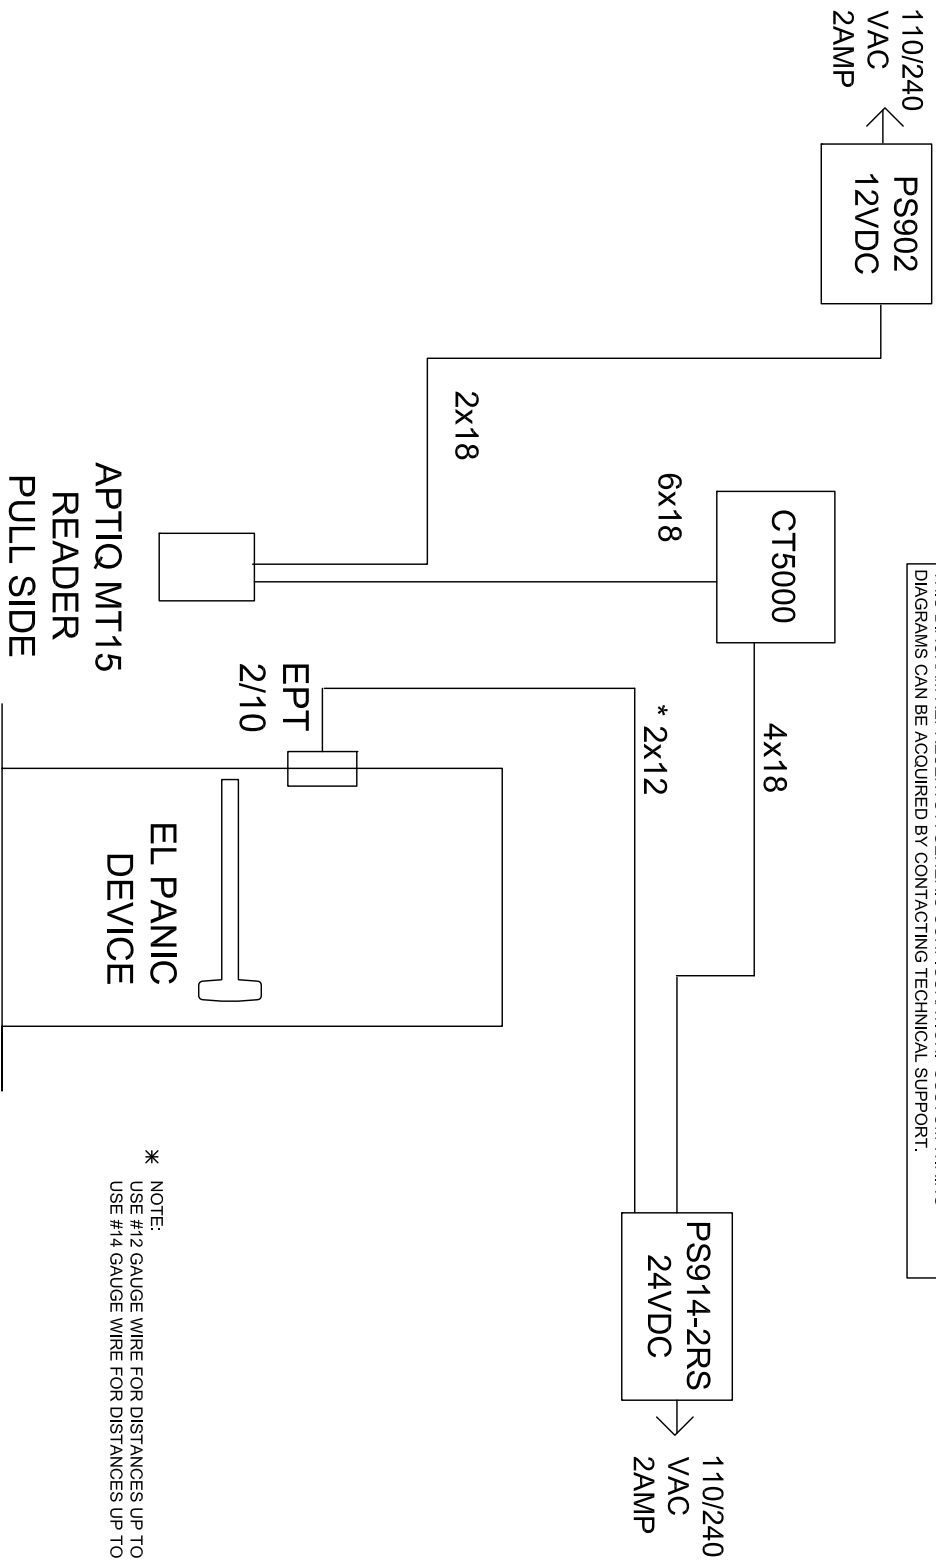 DIAGRAMS CAN BE ACQUIRED BY CONTACTING TECHNICAL SUPPORT.
110/240
VAC
2AMP
PS902
12VDC
2x18
CT5000
6x18
4x18
* 2x12
PS914-2RS
24VDC
110/240
VAC
2AMP
APTIQ MT15
READER
PULL SIDE
EPT
2/10
EL PANIC
DEVICE
* NOTE:
USE #12 GAUGE WIRE FOR DISTANCES UP TO
USE #14 GAUGE WIRE FOR DISTANCES UP TO